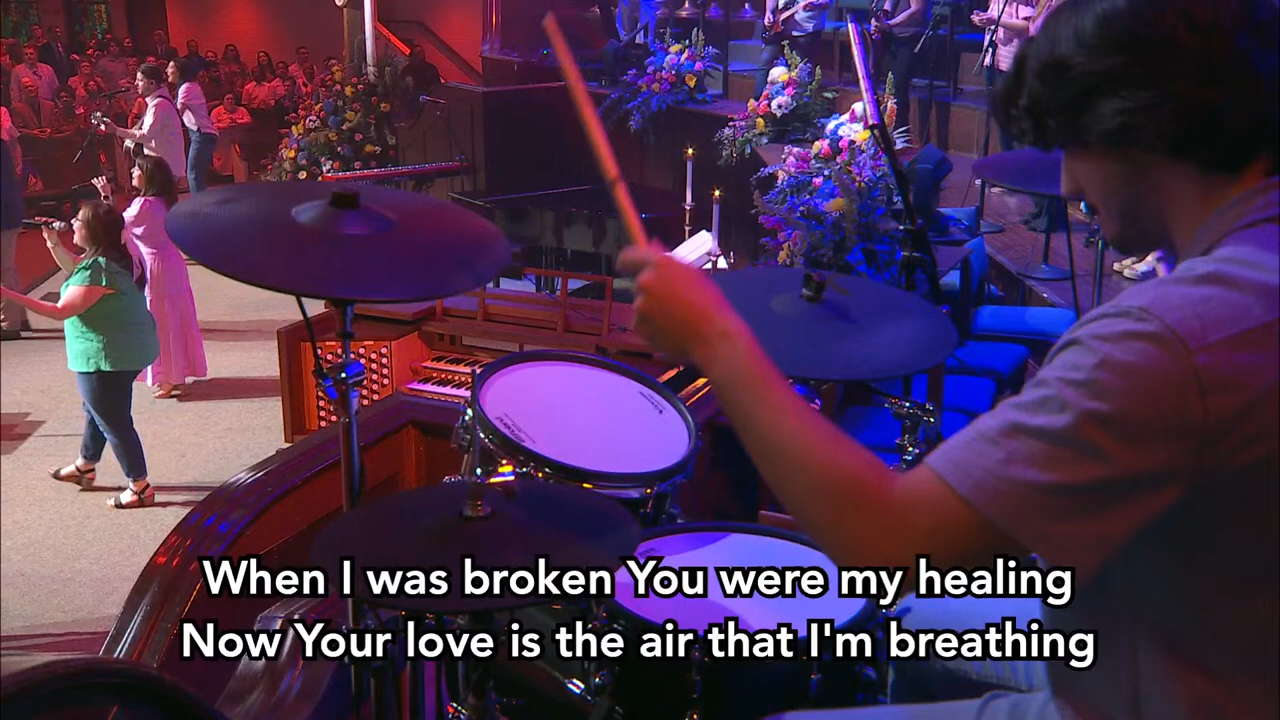 When I was broken You were my healing
Now Your love is the air that I'm breathing